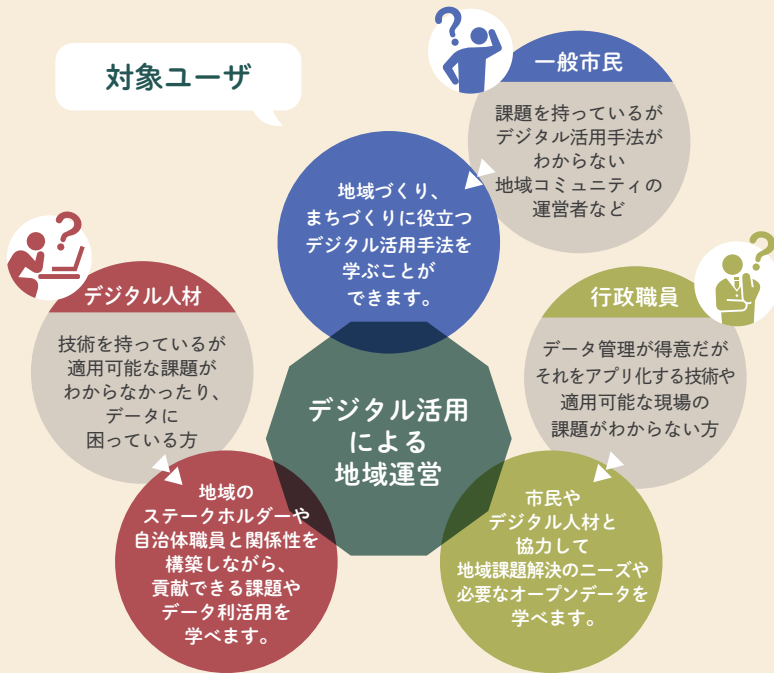 対象ユーザ
一般市民
課題を持っているが
デジタル活用手法が
わからない
地域コミュニティの
運営者など
地域づくり、
まちづくりに役立つ
デジタル活用手法を
学ぶことが
できます。
デジタル人材
技術を持っているが
適用可能な課題が
わからなかったり、
データに
困っている方
地域の
ステークホルダーや
自治体職員と関係性を
構築しながら、
貢献できる課題や
データ利活用を
学べます。
行政職員
データ管理が得意だが
それをアプリ化する技術や
適用可能な現場の
課題がわからない方
市民や
デジタル人材と
協力して
地域課題解決のニーズや
必要なオープンデータを
学べます。
デジタル活用
による
地域運営